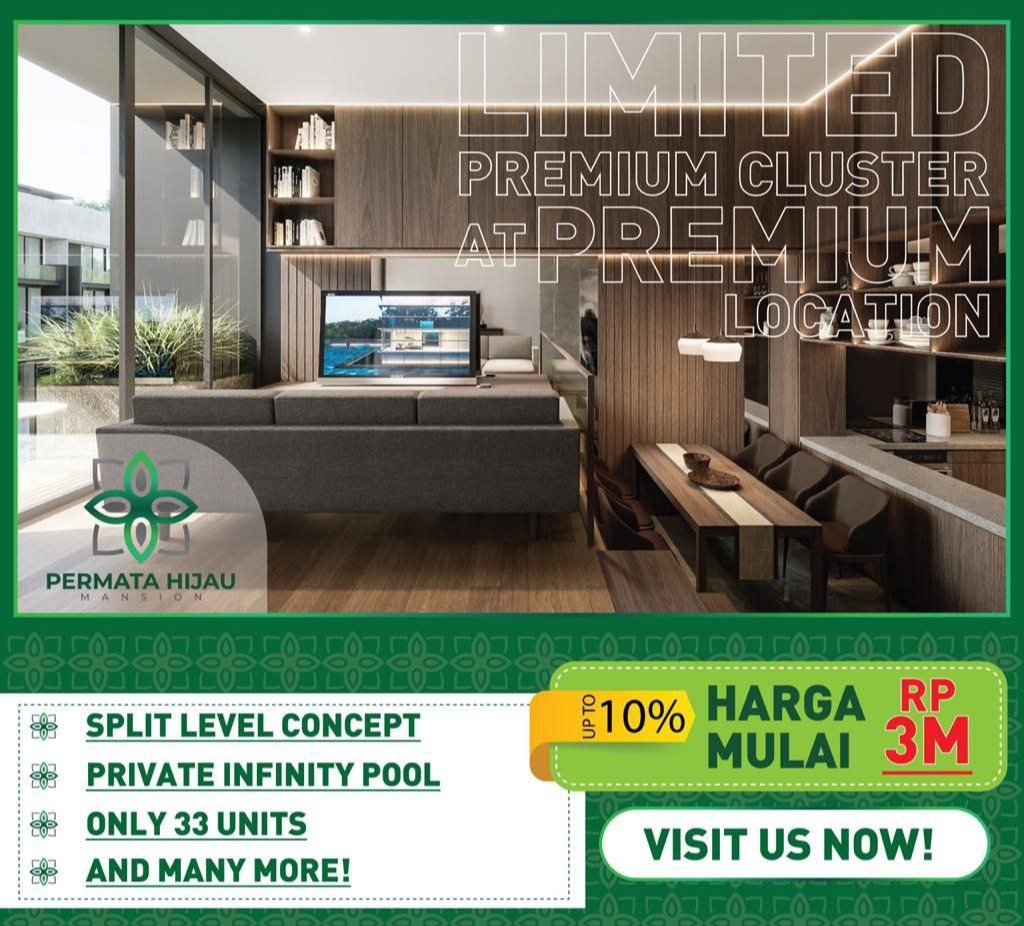 LIMITED
PREMIUM CLUSTER
AT PREMIUM
LOCATION
PERMATA HIJAU
MANSION
SPLIT LEVEL CONCEPT
PRIVATE INFINITY POOL
ONLY 33 UNITS
AND MANY MORE!
UP TO 10%
HARGA
MULAI
RP
3M
VISIT US NOW!